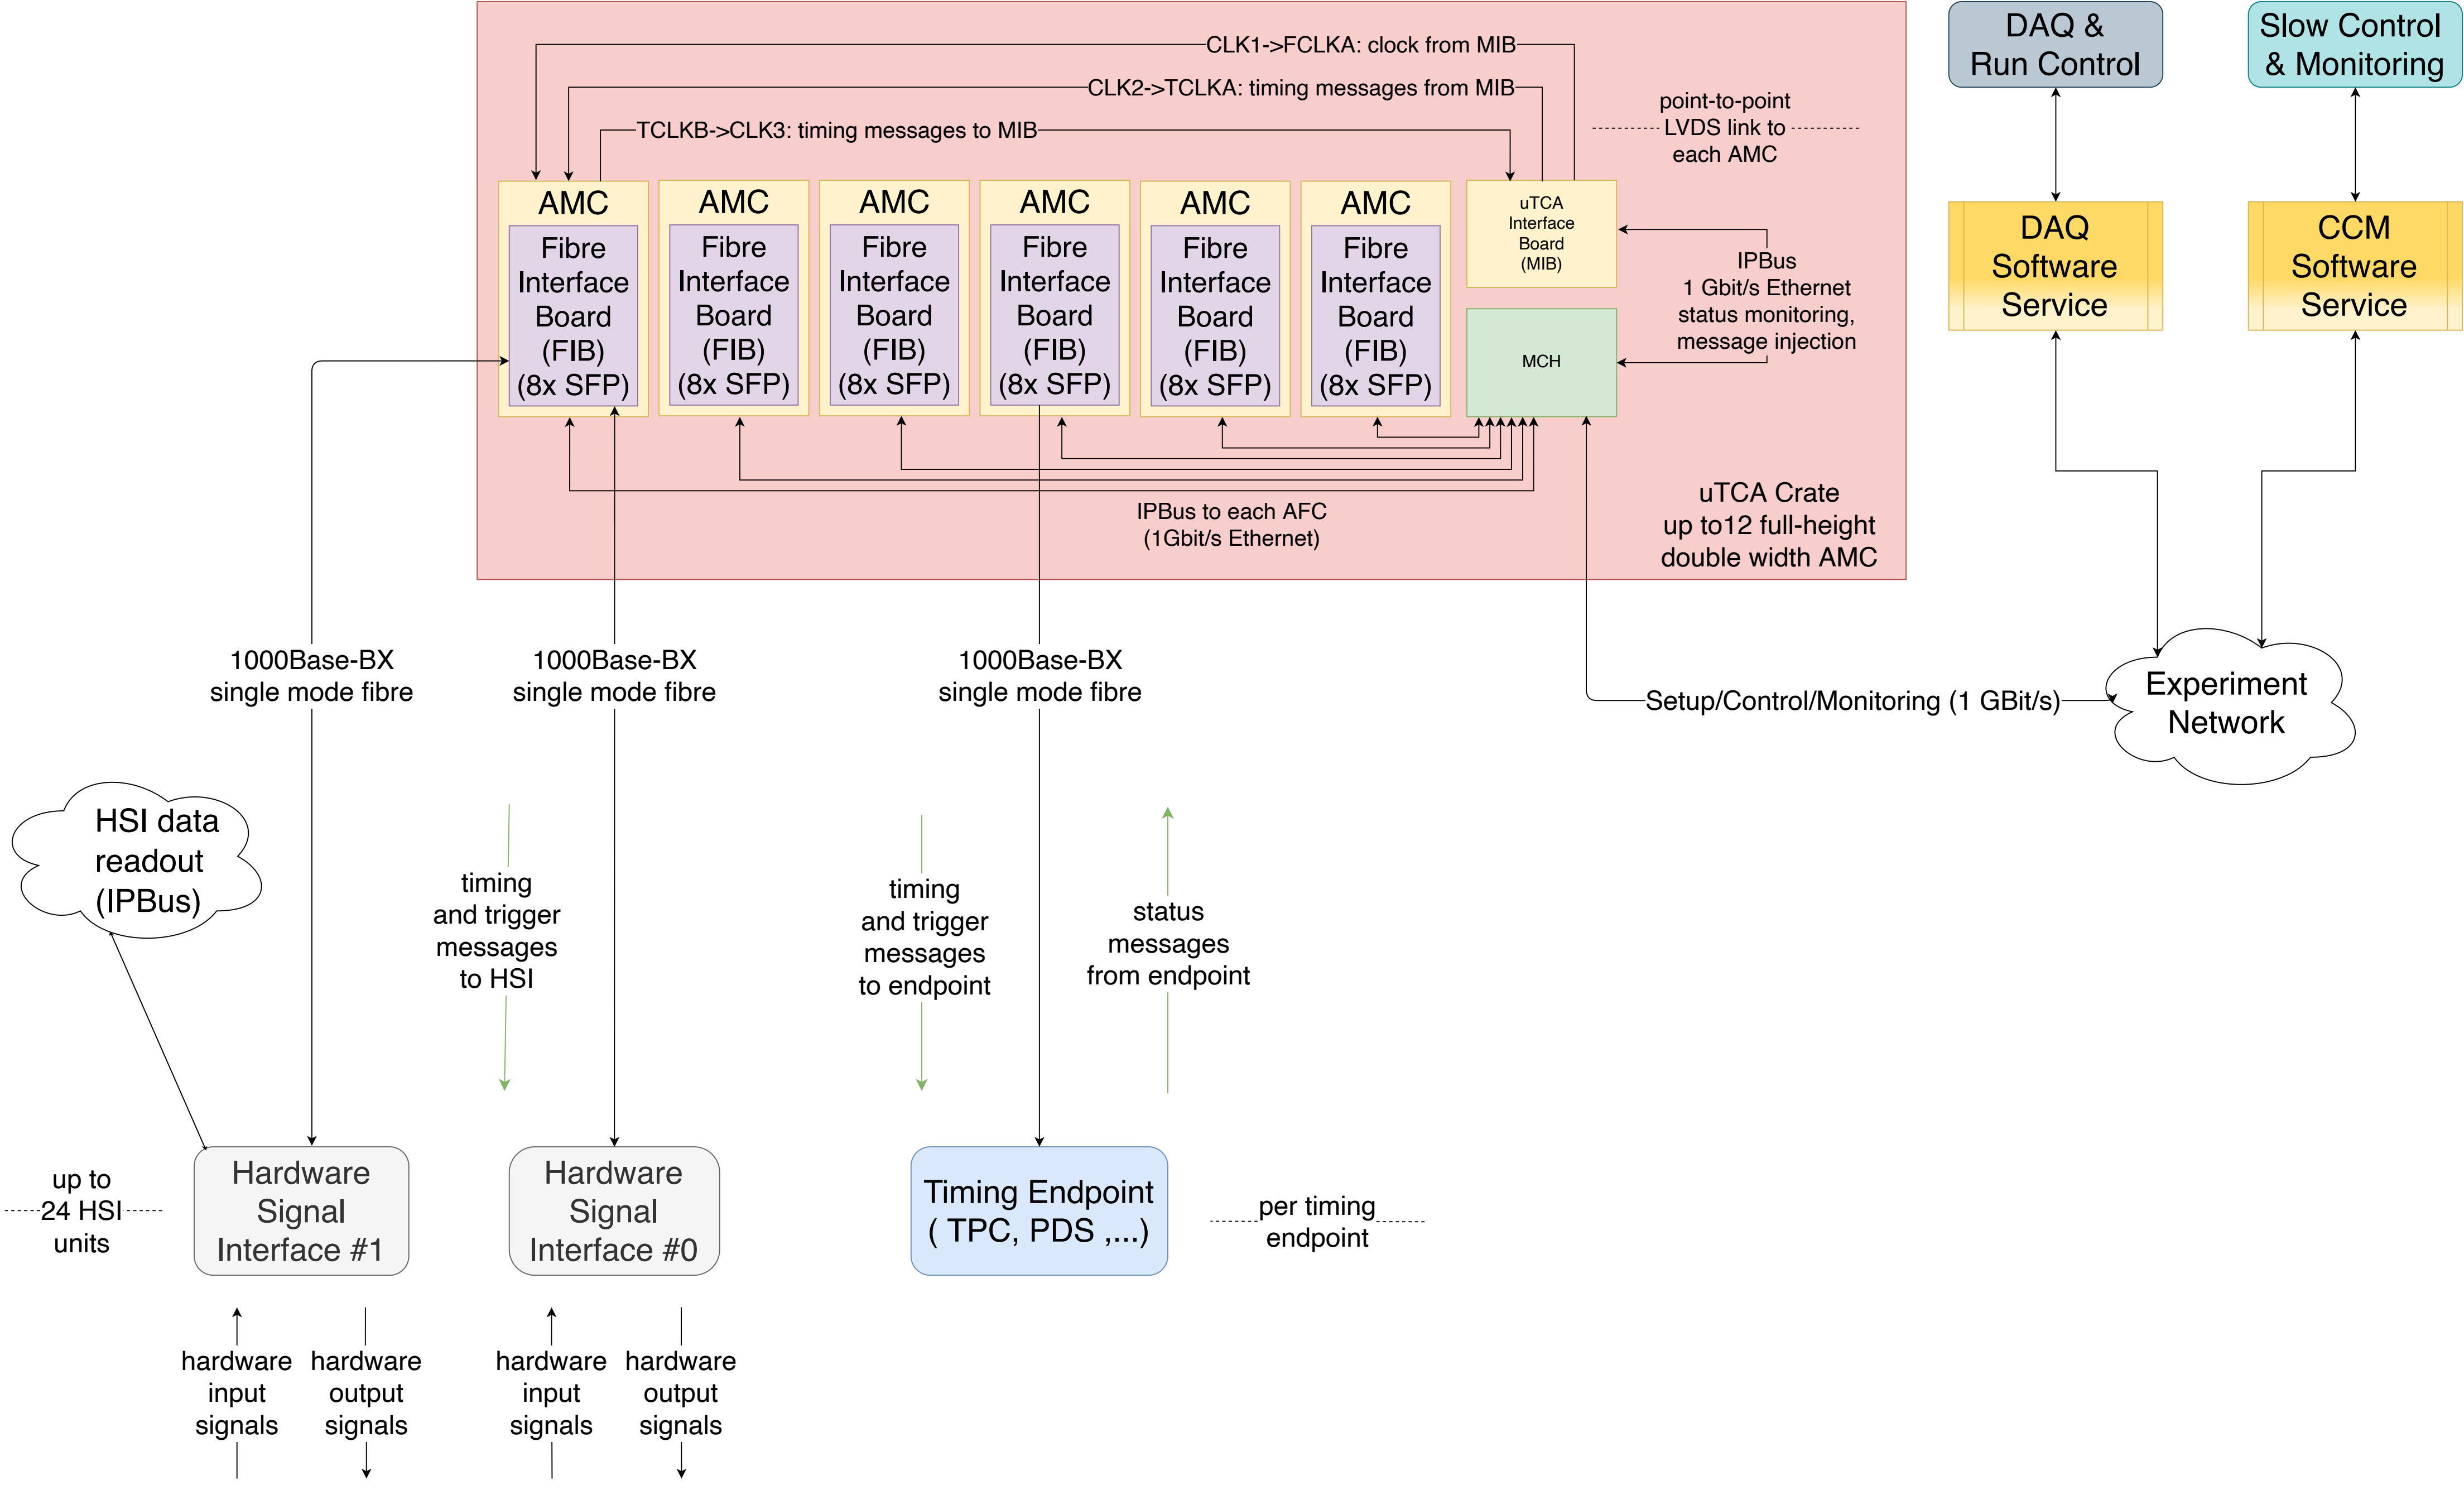 CLK1->FCLKA: clock from MIB
CLK2->TCLKA: timing messages from MIB
TCLKB->CLK3: timing messages to MIB
point-to-point
LVDS link to
each AMC
DAQ &
Run Control
Slow Control
& Monitoring
AMC
Fibre
Interface
Board
(FIB)
(8x SFP)
AMC
Fibre
Interface
Board
(FIB)
(8x SFP)
AMC
Fibre
Interface
Board
(FIB)
(8x SFP)
AMC
Fibre
Interface
Board
(FIB)
(8x SFP)
AMC
Fibre
Interface
Board
(FIB)
(8x SFP)
AMC
Fibre
Interface
Board
(FIB)
(8x SFP)
uTCA
Interface
Board
(MIB)
MCH
IPBus
1 Gbit/s Ethernet
status monitoring,
message injection
DAQ
Software
Service
CCM
Software
Service
IPBus to each AFC
(1Gbit/s Ethernet)
uTCA Crate
up to12 full-height
double width AMC
1000Base-BX
single mode fibre
1000Base-BX
single mode fibre
1000Base-BX
single mode fibre
Setup/Control/Monitoring (1 GBit/s)
Experiment
Network
HSI data
readout
(IPBus)
timing
and trigger
messages
to HSI
timing
and trigger
messages
to endpoint
status
messages
from endpoint
up to
24 HSI
units
Hardware
Signal
Interface #1
Hardware
Signal
Interface #0
Timing Endpoint
( TPC, PDS ,...)
per timing
endpoint
hardware
input
signals
hardware
output
signals
hardware
input
signals
hardware
output
signals